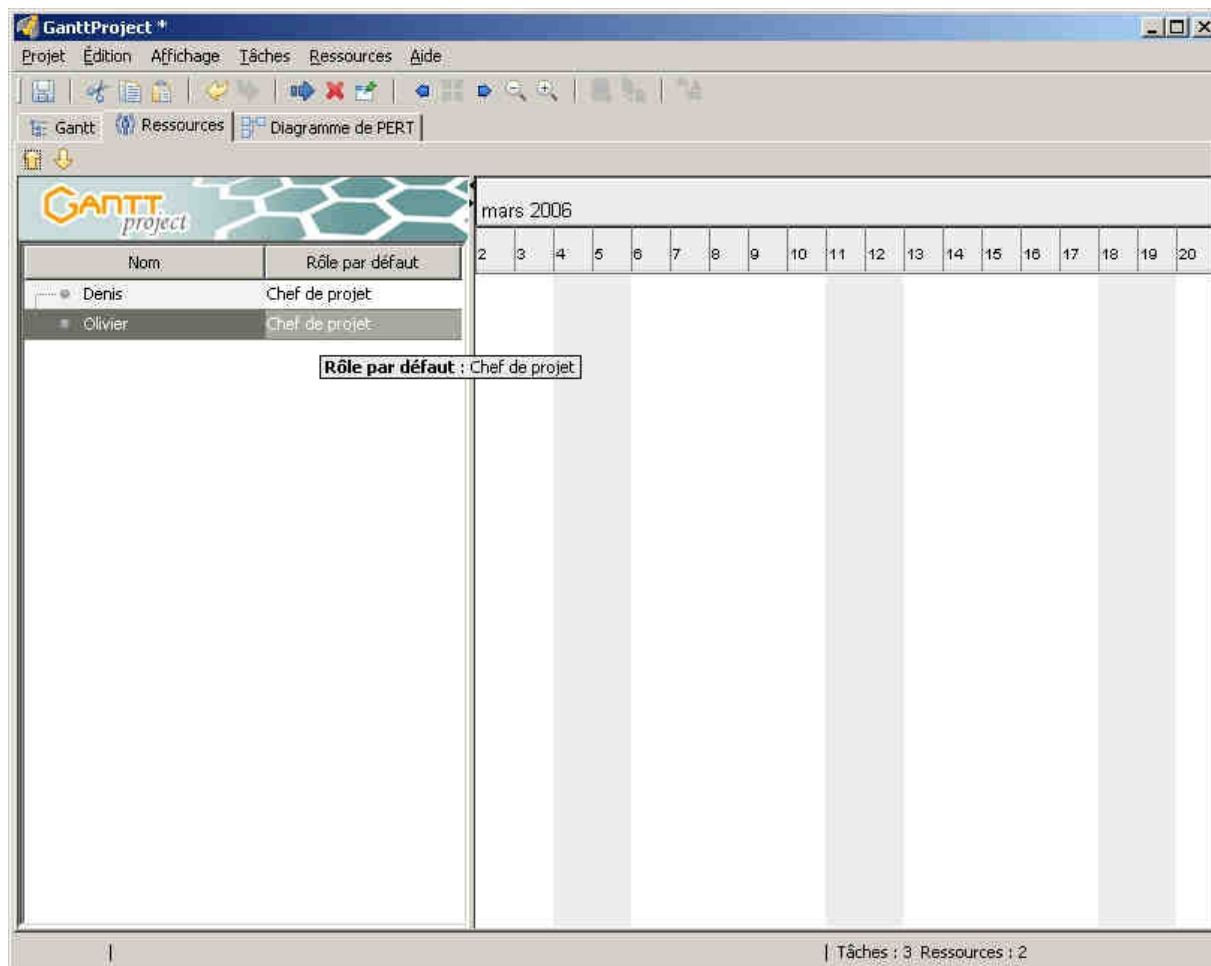 GanttProject *
Projet Édition Affichage Tâches Ressources Aide
Gantt Ressources Diagramme de PERT
GANTT project
mars 2006
2 3 4 5 6 7 8 9 10 11 12 13 14 15 16 17 18 19 20
Nom Rôle par défaut
Denis Chef de projet
Olivier Chef de projet
Rôle par défaut : Chef de projet
Tâches : 3 Ressources : 2